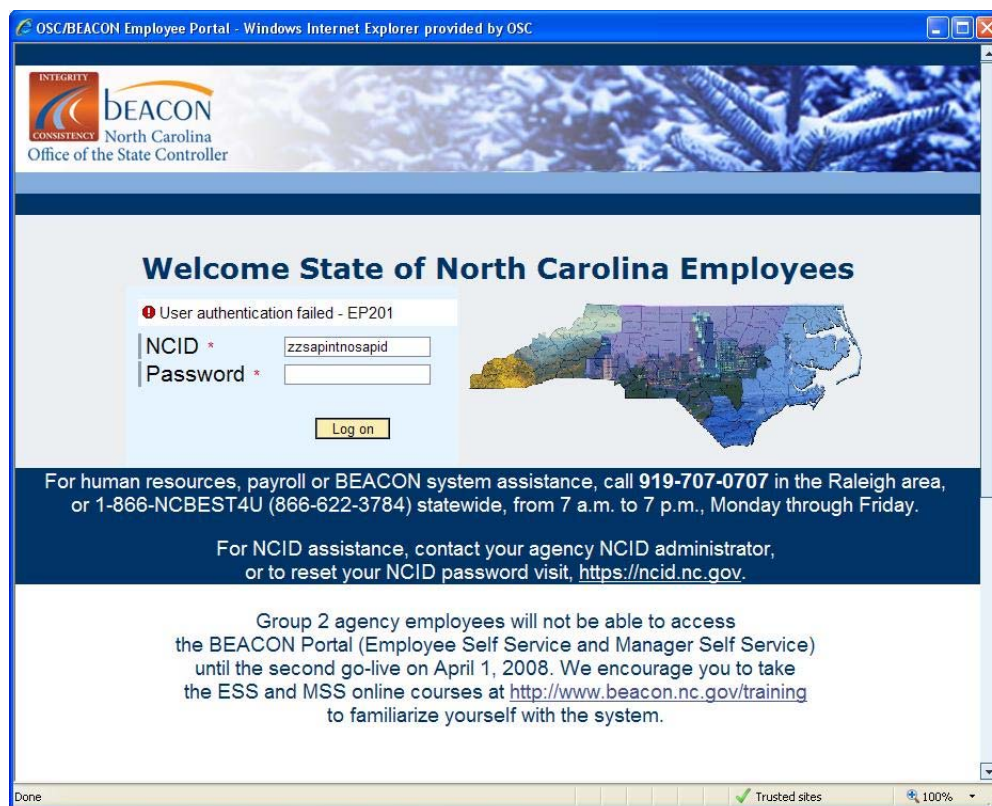 OSC/BEACON Employee Portal - Windows Internet Explorer provided by OSC
INTEGRITY
CONSISTENCY
bEACON
North Carolina
Office of the State Controller
Welcome State of North Carolina Employees
User authentication failed - EP201
NCID * zzsapintnosapid
Password *
Log on
For human resources, payroll or BEACON system assistance, call 919-707-0707 in the Raleigh area,
or 1-866-NCBEST4U (866-622-3784) statewide, from 7 a.m. to 7 p.m., Monday through Friday.
For NCID assistance, contact your agency NCID administrator,
or to reset your NCID password visit, https://ncid.nc.gov.
Group 2 agency employees will not be able to access
the BEACON Portal (Employee Self Service and Manager Self Service)
until the second go-live on April 1, 2008. We encourage you to take
the ESS and MSS online courses at http://www.beacon.nc.gov/training
to familiarize yourself with the system.
Done Trusted sites 100%